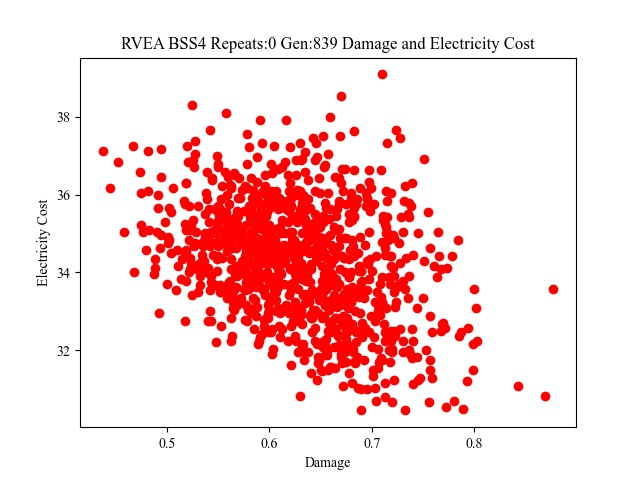 RVEA BSS4 Repeats:0 Gen:839 Damage and Electricity Cost
38
36
34
32
Electricity Cost
0.5 0.6 0.7 0.8
Damage